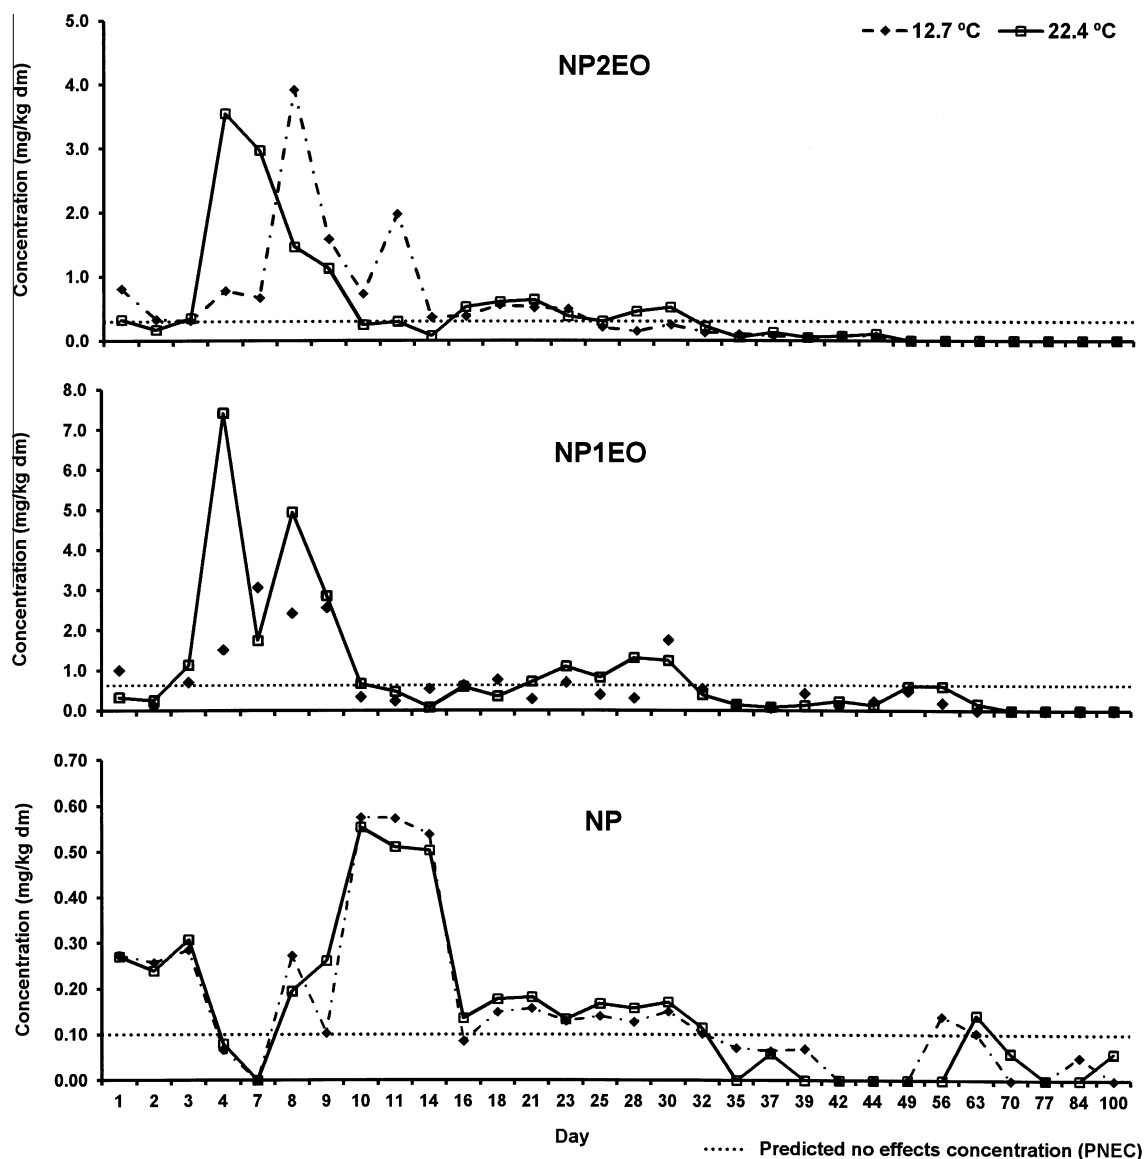 12.7 ºC 22.4 ºC
NP2EO
Concentration (mg/kg dm)
5.0
4.0
3.0
2.0
1.0
0.0
NP1EO
Concentration (mg/kg dm)
8.0
7.0
6.0
5.0
4.0
3.0
2.0
1.0
0.0
NP
Concentration (mg/kg dm)
0.70
0.60
0.50
0.40
0.30
0.20
0.10
0.00
1 2 3 4 7 8 9 10 11 14 16 18 21 23 25 28 30 32 35 37 39 42 44 49 56 63 70 77 84 100
Day
Predicted no effects concentration (PNEC)